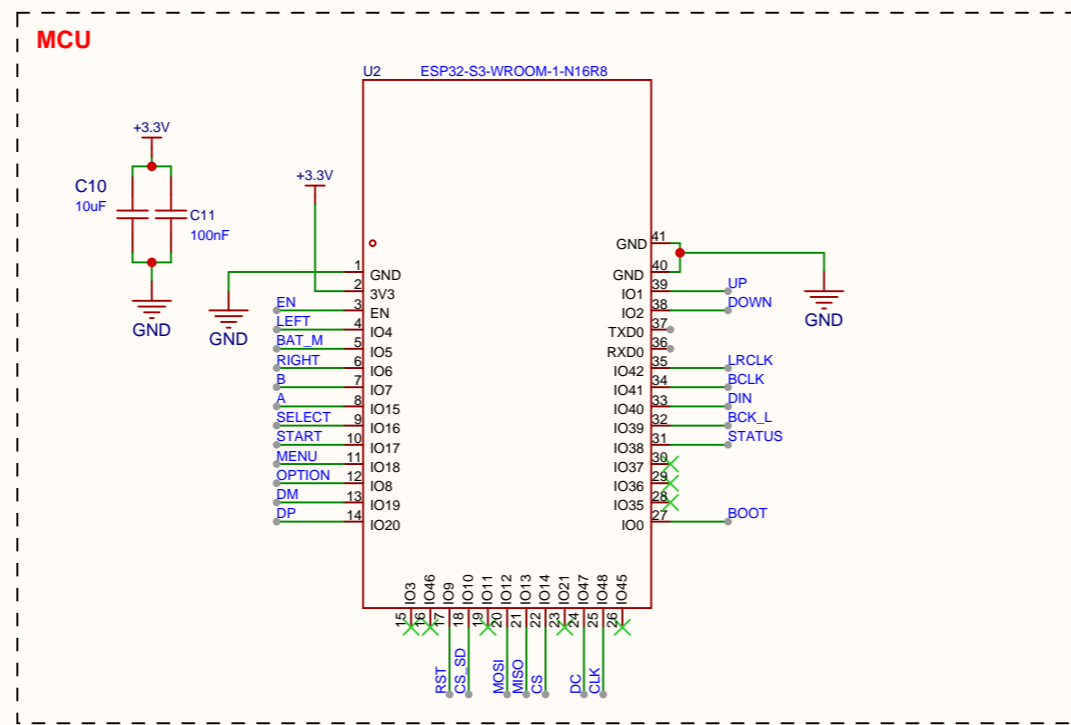 MCU
U2 ESP32-S3-WROOM-1-N16R8
+3.3V
C10
10uF
C11
100nF
GND
+3.3V
GND
1 GND
2 3V3
EN 3 EN
LEFT 4 IO4
BAT_M 5 IO5
RIGHT 6 IO6
B 7 IO7
A 8 IO15
SELECT 9 IO16
START 10 IO17
MENU 11 IO18
OPTION 12 IO8
DM 13 IO19
DP 14 IO20
GND 41
GND 40
IO1 39 UP
IO2 38 DOWN
TXD0 37
RXD0 36
IO42 35 LRCLK
IO41 34 BCLK
IO40 33 DIN
IO39 32 BCK_L
IO38 31 STATUS
IO37 30
IO36 29
IO35 28
IO0 27 BOOT
GND
IO3 15
IO46 16
IO9 17 RST
IO10 18 CS_SD
IO11 19
IO12 20 MOSI
IO13 21 MISO
IO14 22 CS
IO21 23
IO47 24 DC
IO48 25 CLK
IO45 26